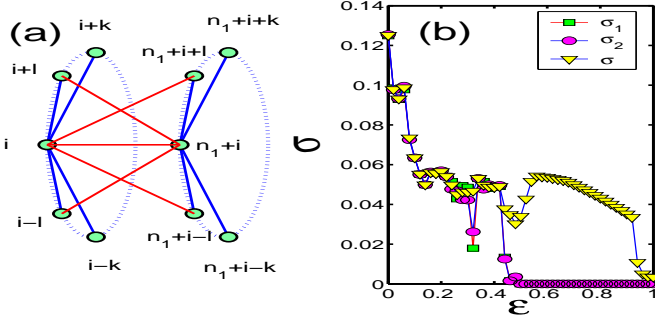 (a)
i+k
n₁+i+k
i+l
n₁+i+l
i
n₁+i
i−l
n₁+i−l
i−k
n₁+i−k
(b)
σ₁
σ₂
σ
0.14
0.12
0.1
0.08
0.06
0.04
0.02
0
σ
0 0.2 0.4 0.6 0.8 1
ε